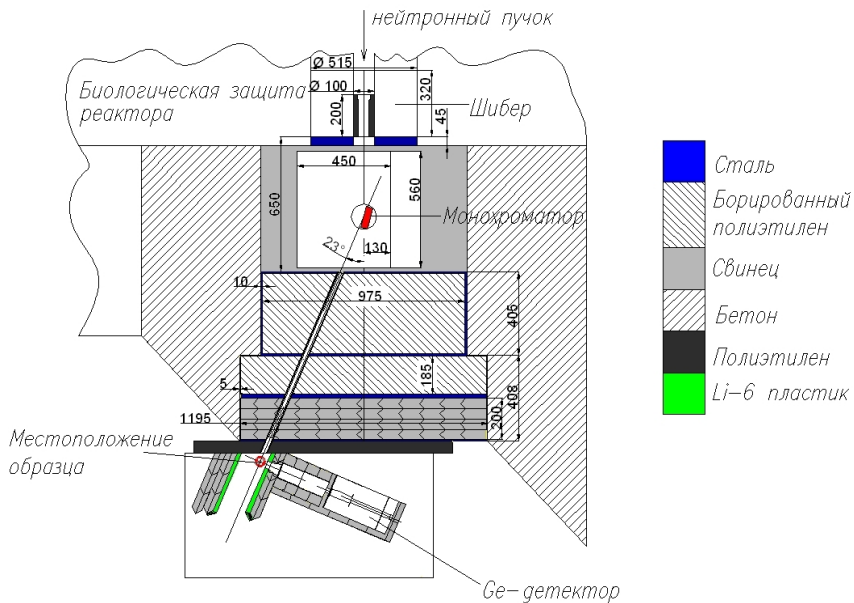 нейтронный пучок
Ø 515
Биологическая защита
реактора
Ø 100
200
320
45
Шибер
450
560
650
Монохроматор
23°
130
10
975
405
185
5
408
1195
200
Местоположение
образца
Ge-детектор
Сталь
Борированный
полиэтилен
Свинец
Бетон
Полиэтилен
Li-6 пластик